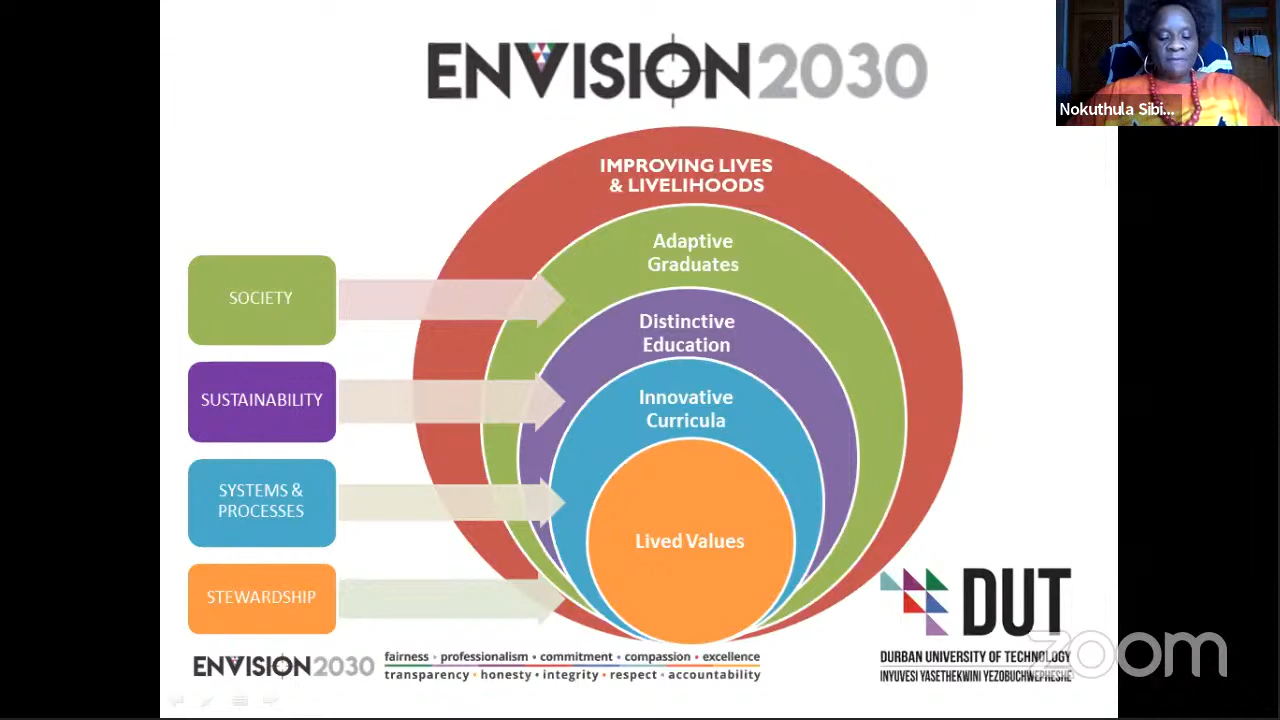 ENVISION2030
Nokuthula Sibi...
IMPROVING LIVES
& LIVELIHOODS
Adaptive
Graduates
Distinctive
Education
Innovative
Curricula
Lived Values
SOCIETY
SUSTAINABILITY
SYSTEMS &
PROCESSES
STEWARDSHIP
ENVISION2030
fairness • professionalism • commitment • compassion • excellence
transparency • honesty • integrity • respect • accountability
DUT
DURBAN UNIVERSITY OF TECHNOLOGY
INYUVESI YASETHEKWINI YEZOBUCHWEPHESHE
zoom